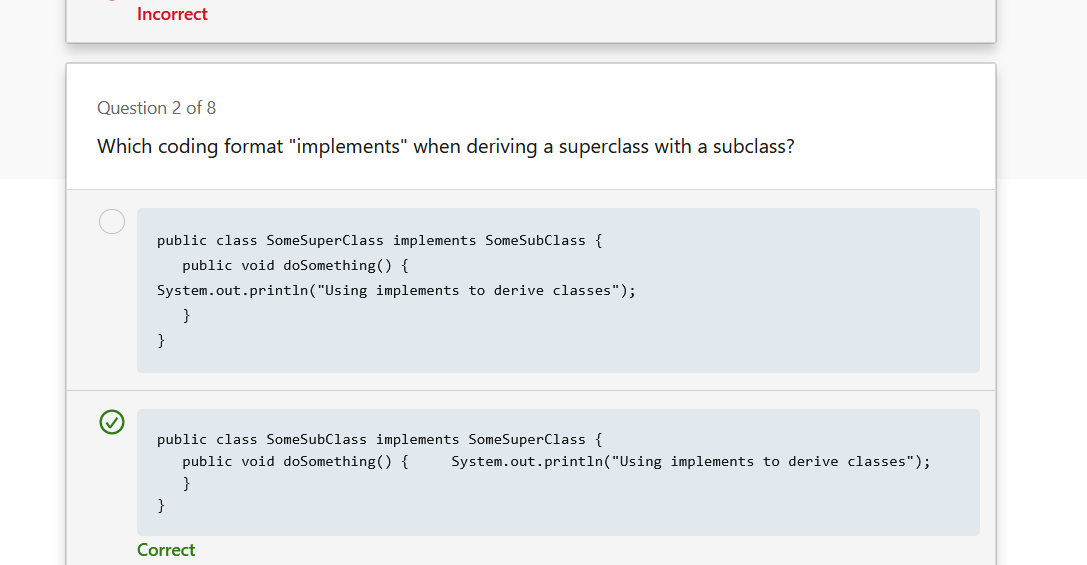 Incorrect
Question 2 of 8
Which coding format "implements" when deriving a superclass with a subclass?
public class SomeSuperClass implements SomeSubClass {
   public void doSomething() {
System.out.println("Using implements to derive classes");
   }
}
public class SomeSubClass implements SomeSuperClass {
   public void doSomething() {     System.out.println("Using implements to derive classes");
   }
}
Correct